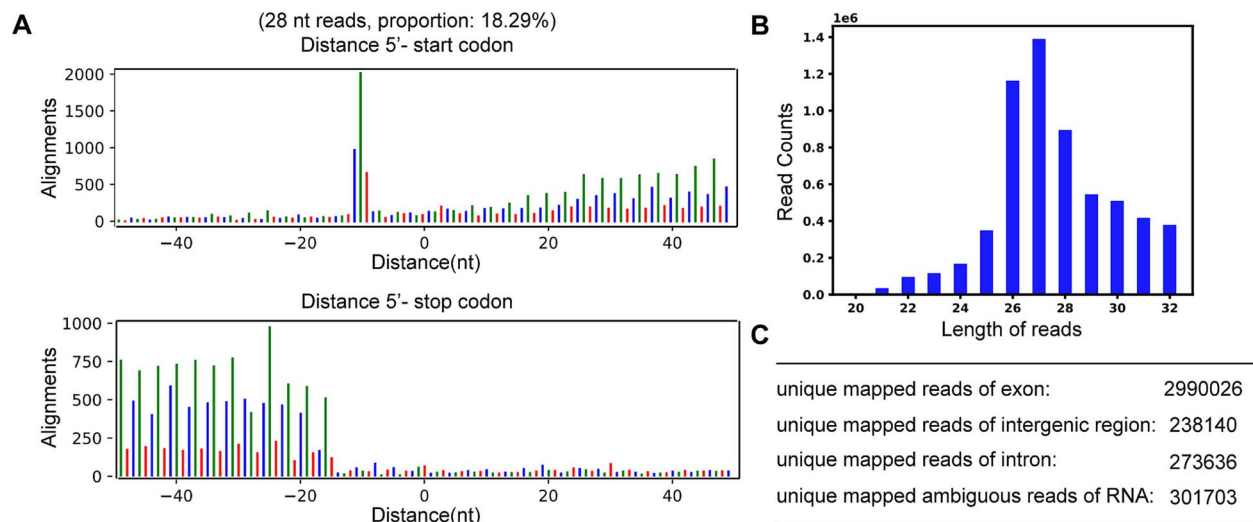 A
(28 nt reads, proportion: 18.29%)
Distance 5’- start codon
2000
1500
1000
500
0
Alignments
−40
−20
0
20
40
Distance(nt)
Distance 5’- stop codon
1000
750
500
250
0
Alignments
−40
−20
0
20
40
Distance(nt)
B
1e6
1.4
1.2
1.0
0.8
0.6
0.4
0.2
0.0
Read Counts
20
22
24
26
28
30
32
Length of reads
C
unique mapped reads of exon: 2990026
unique mapped reads of intergenic region: 238140
unique mapped reads of intron: 273636
unique mapped ambiguous reads of RNA: 301703